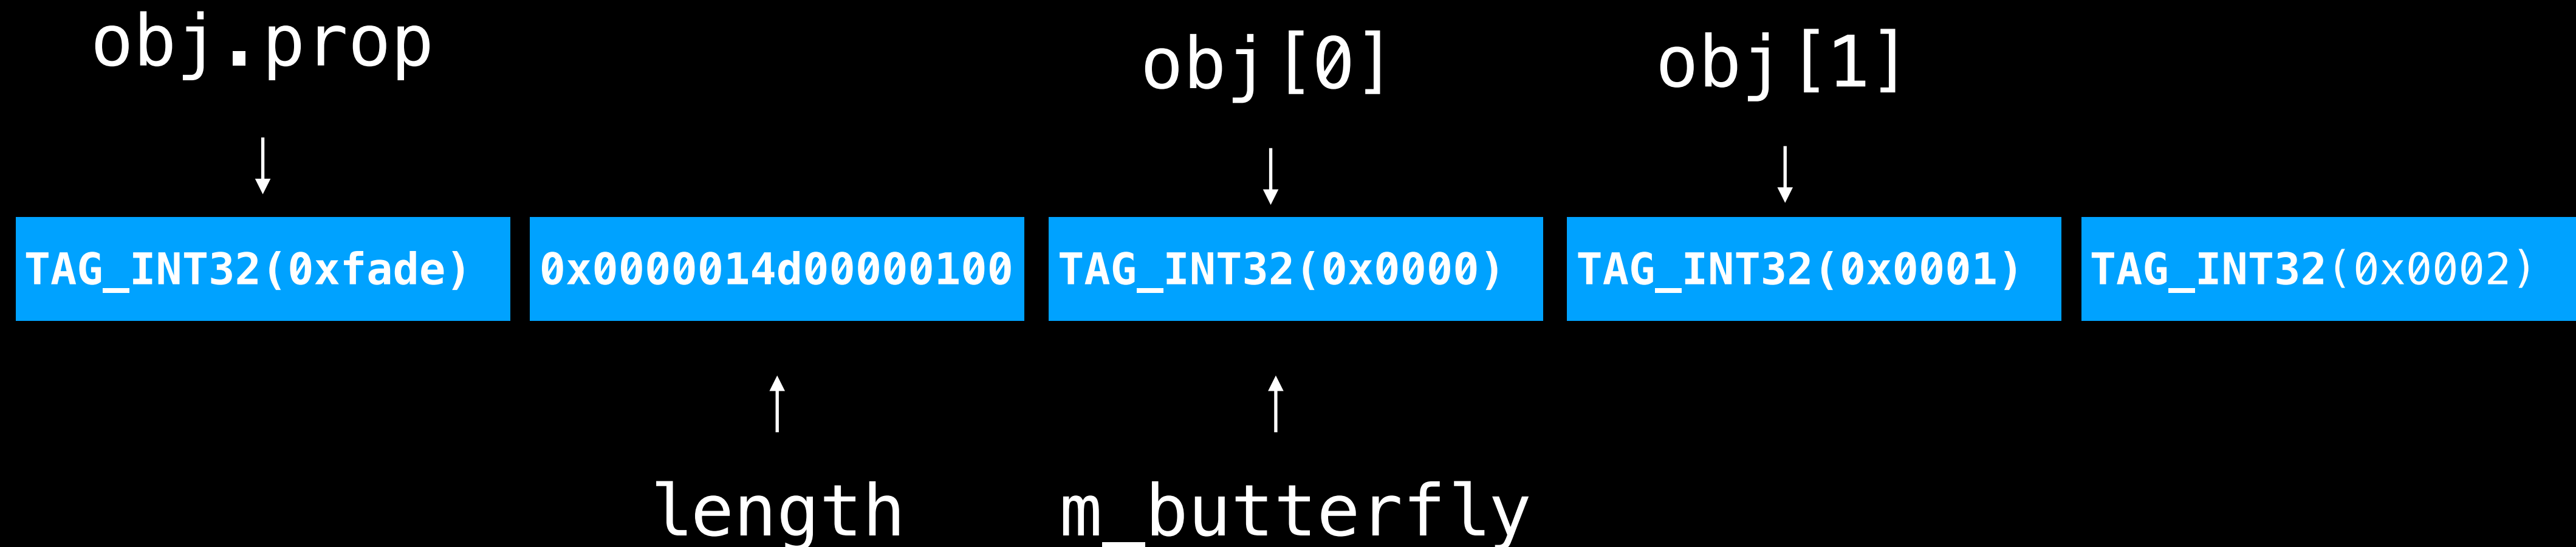 obj.prop
obj[0]
obj[1]
TAG_INT32(0xfade)
0x0000014d00000100
TAG_INT32(0x0000)
TAG_INT32(0x0001)
TAG_INT32(0x0002)
length
m_butterfly